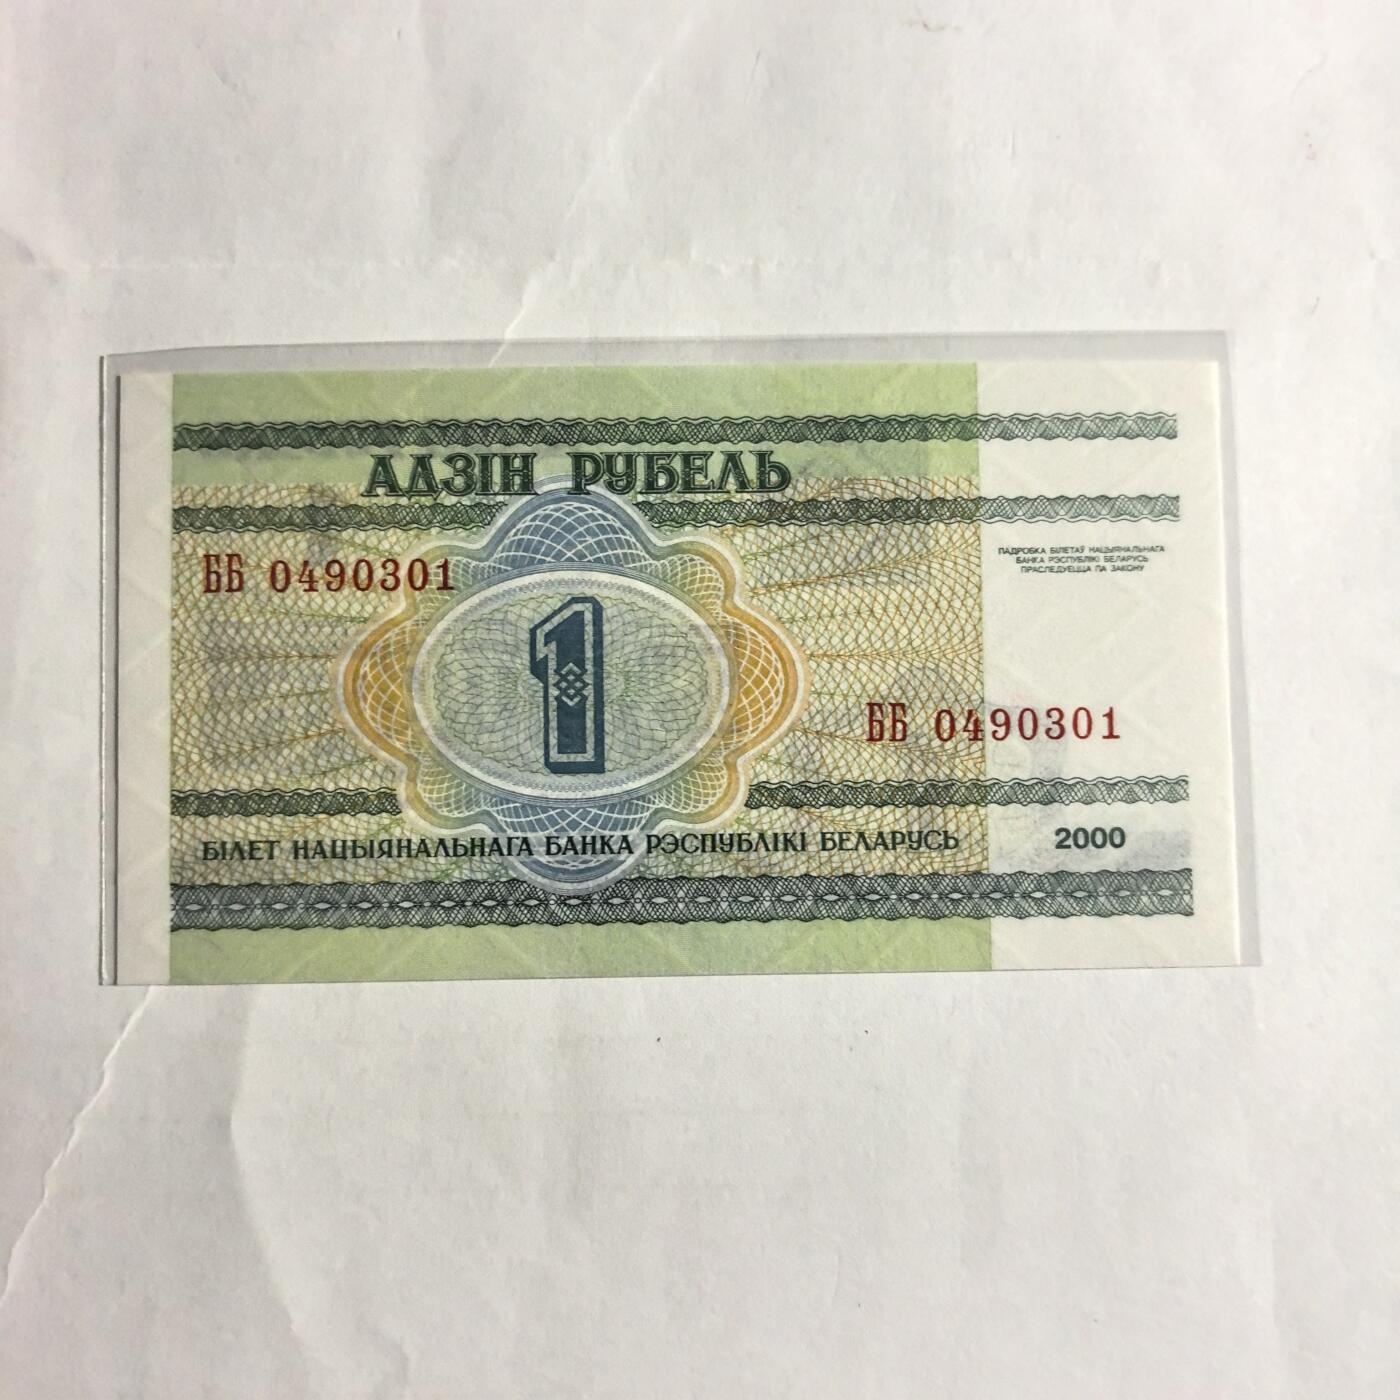 АДЗІН РУБЕЛЬ
ПАДРОБКА БІЛЕТАЎ НАЦЫЯНАЛЬНАГА
БАНКА РЭСПУБЛІКІ БЕЛАРУСЬ
ПРАСЛЕДУЕЦЦА ПА ЗАКОНУ
ББ 0490301
1
ББ 0490301
БІЛЕТ НАЦЫЯНАЛЬНАГА БАНКА РЭСПУБЛІКІ БЕЛАРУСЬ
2000